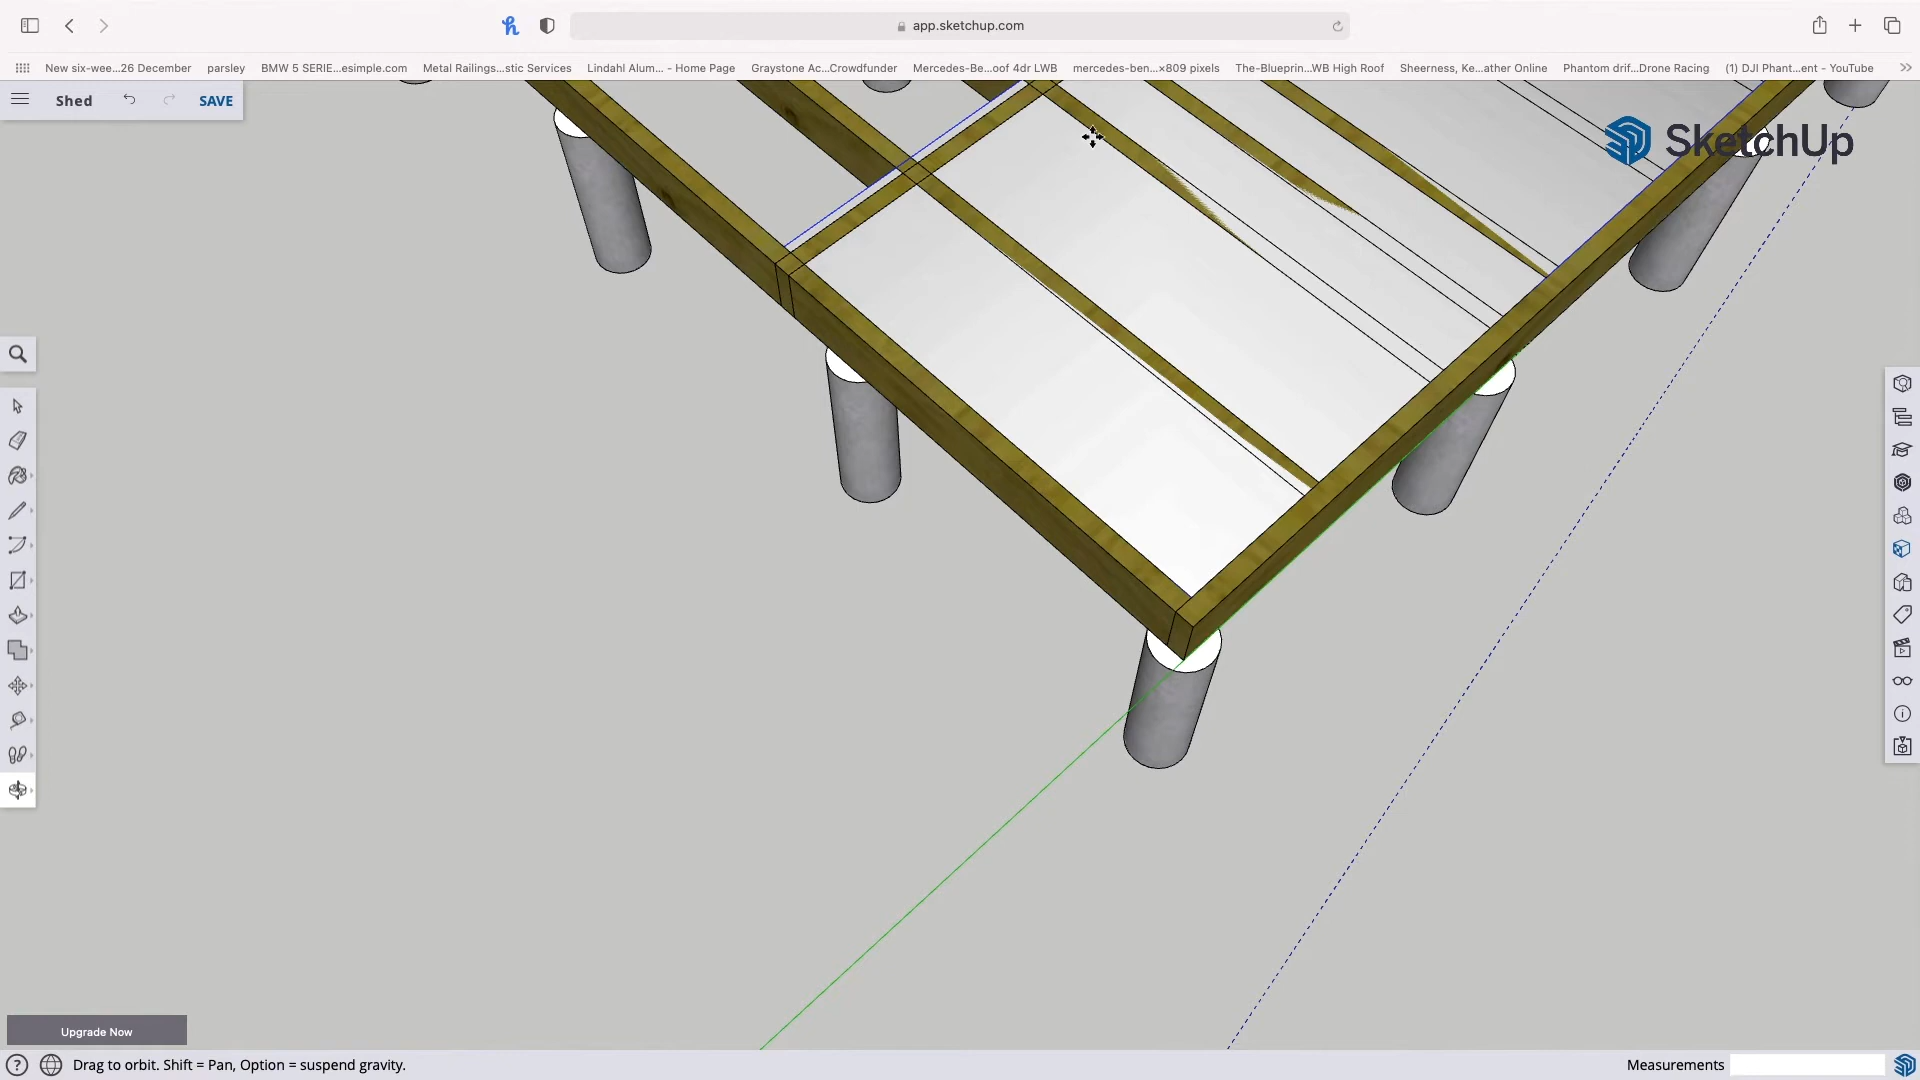 app.sketchup.com
New six-wee...26 December parsley BMW 5 SERIE...esimple.com Metal Railings...stic Services Lindahl Alum... - Home Page Graystone Ac...Crowdfunder Mercedes-Be...oof 4dr LWB mercedes-ben...×809 pixels The-Blueprin...WB High Roof Sheerness, Ke...ather Online Phantom drif...Drone Racing (1) DJI Phant...ent - YouTube
Shed SAVE
SketchUp
Upgrade Now
Drag to orbit. Shift = Pan, Option = suspend gravity. Measurements